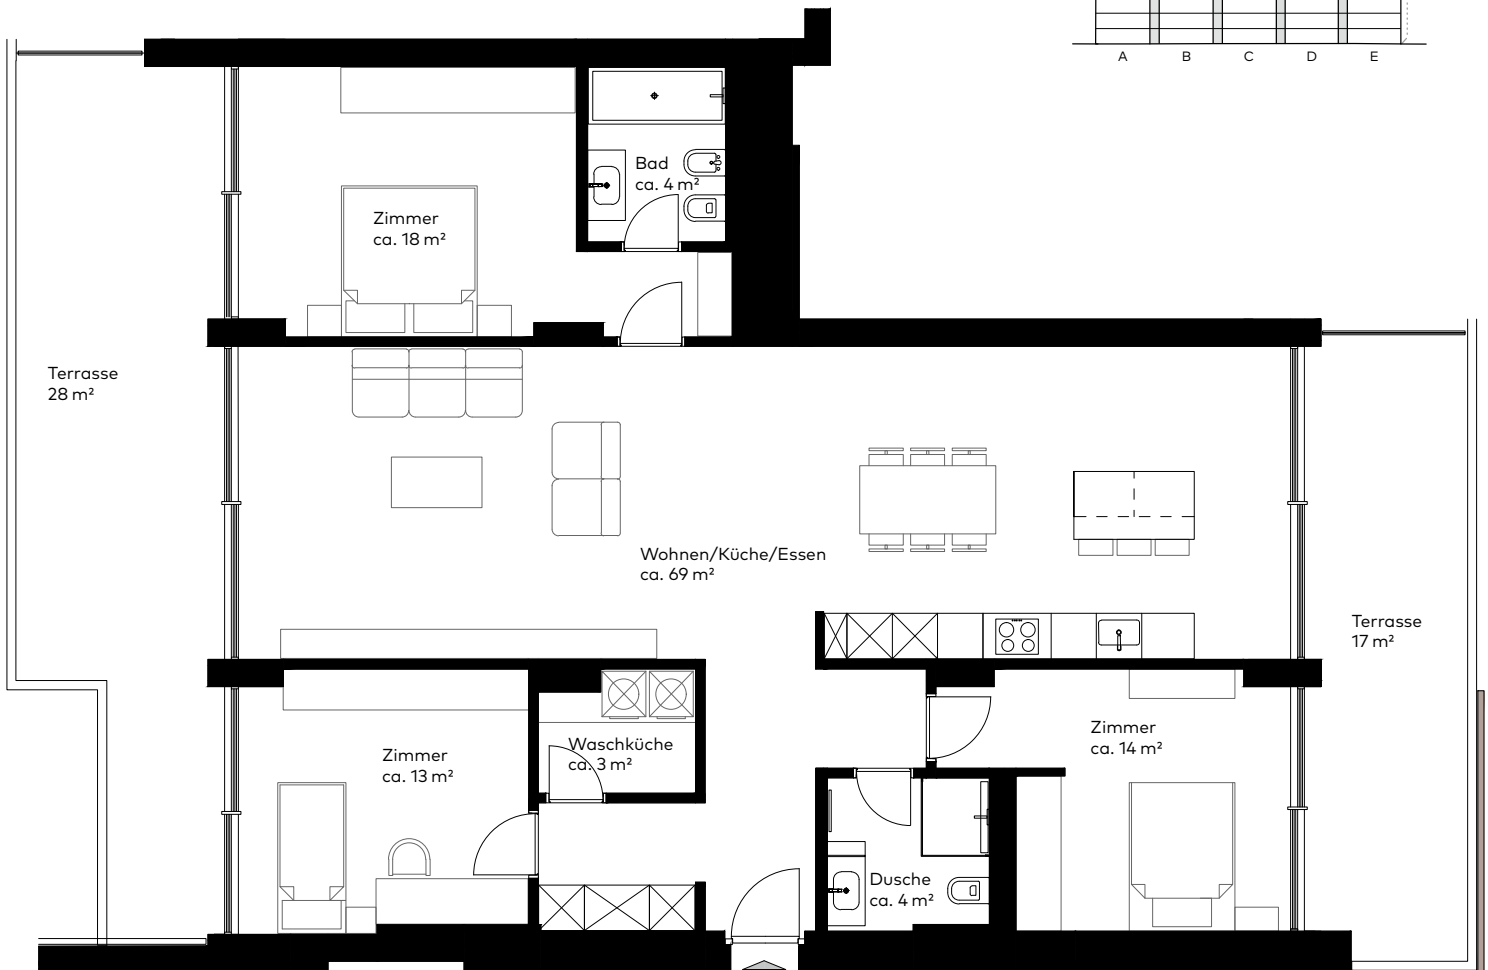 A B C D E
Bad
ca. 4 m²
Zimmer
ca. 18 m²
Terrasse
28 m²
Wohnen/Küche/Essen
ca. 69 m²
Terrasse
17 m²
Zimmer
ca. 13 m²
Waschküche
ca. 3 m²
Zimmer
ca. 14 m²
Dusche
ca. 4 m²